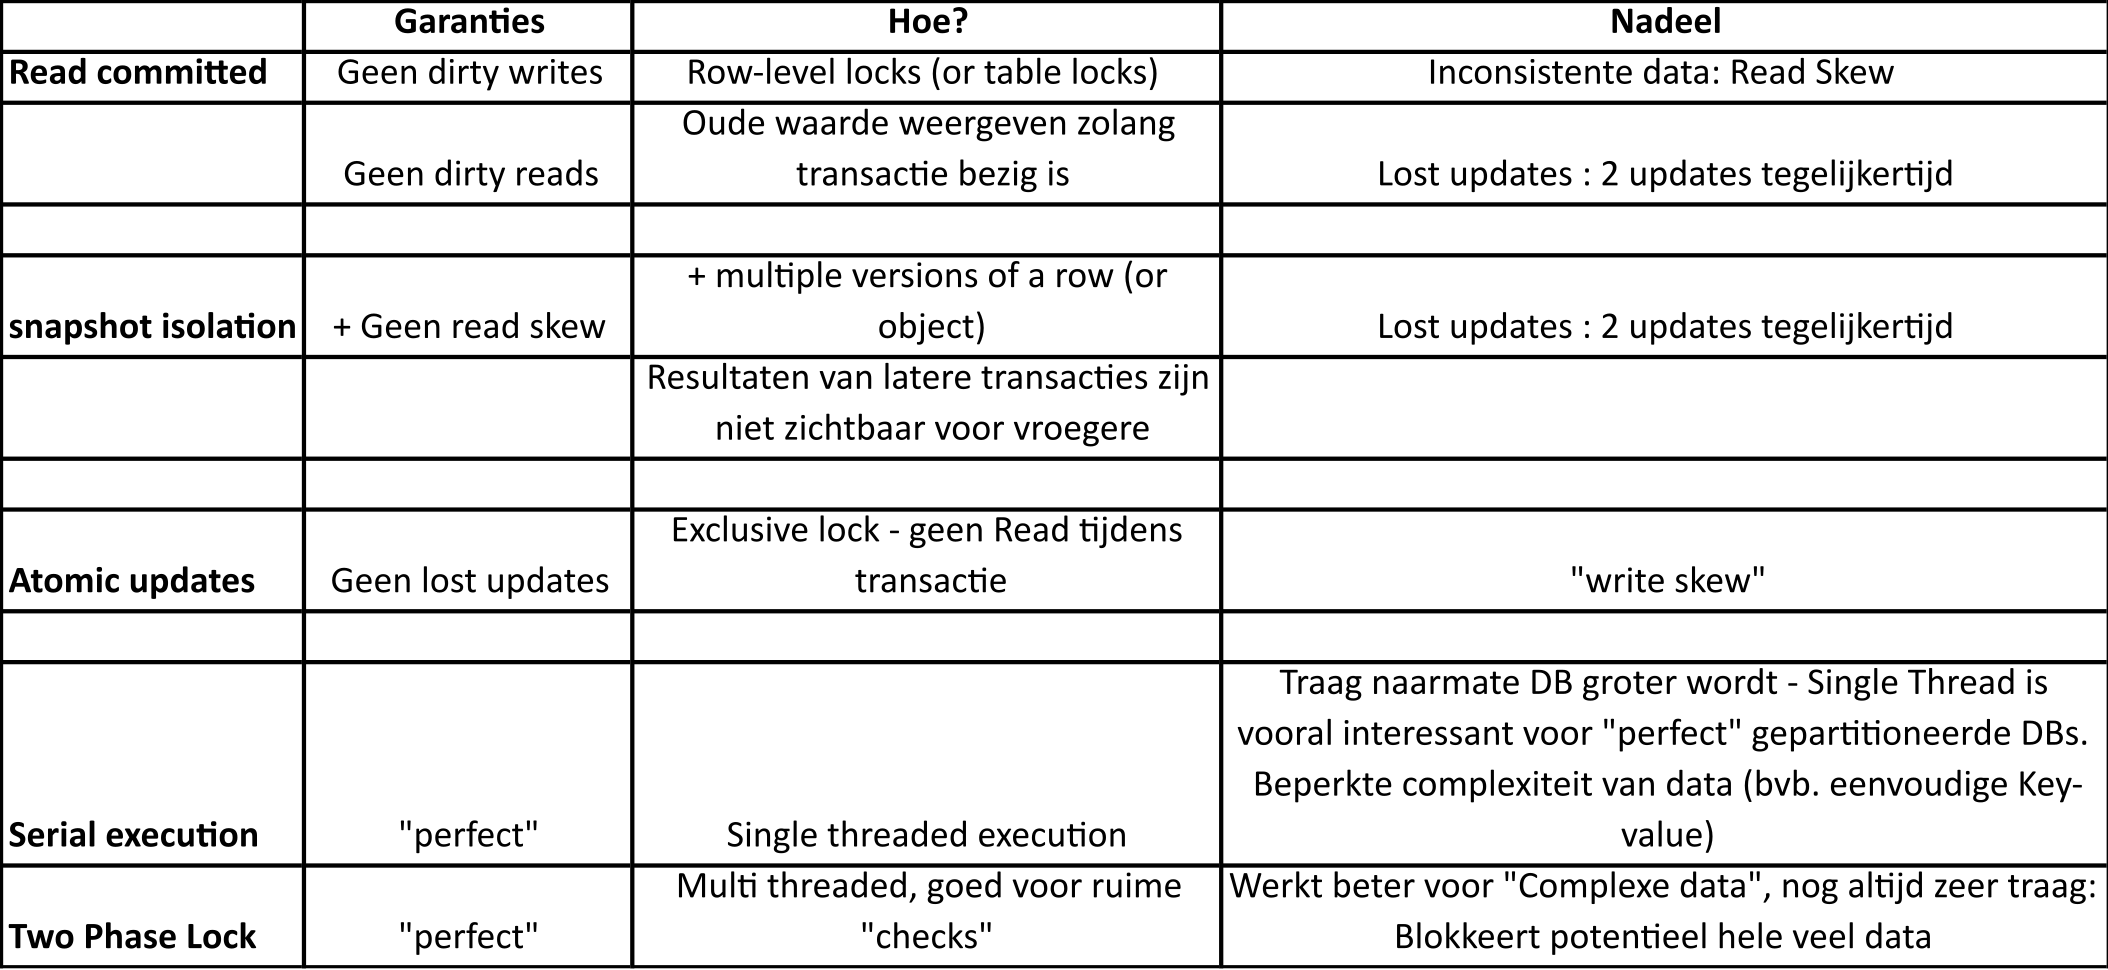 Garanties Hoe? Nadeel
Read committed Geen dirty writes Row-level locks (or table locks) Inconsistente data: Read Skew
Oude waarde weergeven zolang
Geen dirty reads transactie bezig is Lost updates : 2 updates tegelijkertijd
+ multiple versions of a row (or
snapshot isolation + Geen read skew object) Lost updates : 2 updates tegelijkertijd
Resultaten van latere transacties zijn
niet zichtbaar voor vroegere
Exclusive lock - geen Read tijdens
Atomic updates Geen lost updates transactie "write skew"
Traag naarmate DB groter wordt - Single Thread is
vooral interessant voor "perfect" gepartitioneerde DBs.
Beperkte complexiteit van data (bvb. eenvoudige Key-
Serial execution "perfect" Single threaded execution value)
Multi threaded, goed voor ruime Werkt beter voor "Complexe data", nog altijd zeer traag:
Two Phase Lock "perfect" "checks" Blokkeert potentieel hele veel data